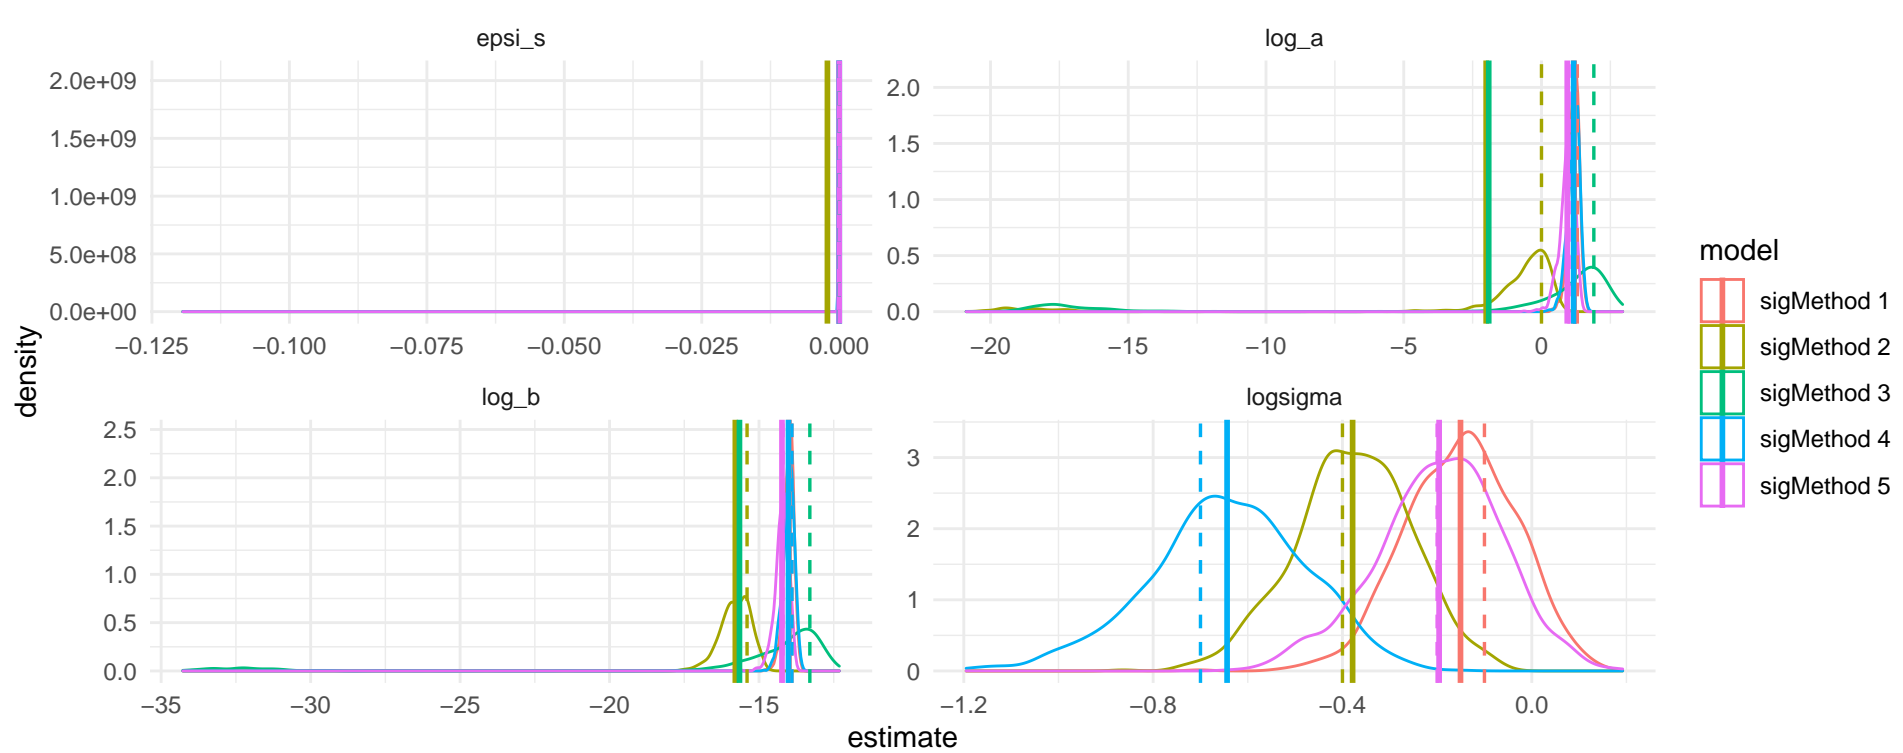 epsi_s
log_a
2.0e+09
1.5e+09
1.0e+09
5.0e+08
0.0e+00
−0.125 −0.100 −0.075 −0.050 −0.025 0.000
2.0
1.5
1.0
0.5
0.0
−20 −15 −10 −5 0
log_b
logsigma
2.5
2.0
1.5
1.0
0.5
0.0
−35 −30 −25 −20 −15
3
2
1
0
−1.2 −0.8 −0.4 0.0
density
estimate
model
sigMethod 1
sigMethod 2
sigMethod 3
sigMethod 4
sigMethod 5